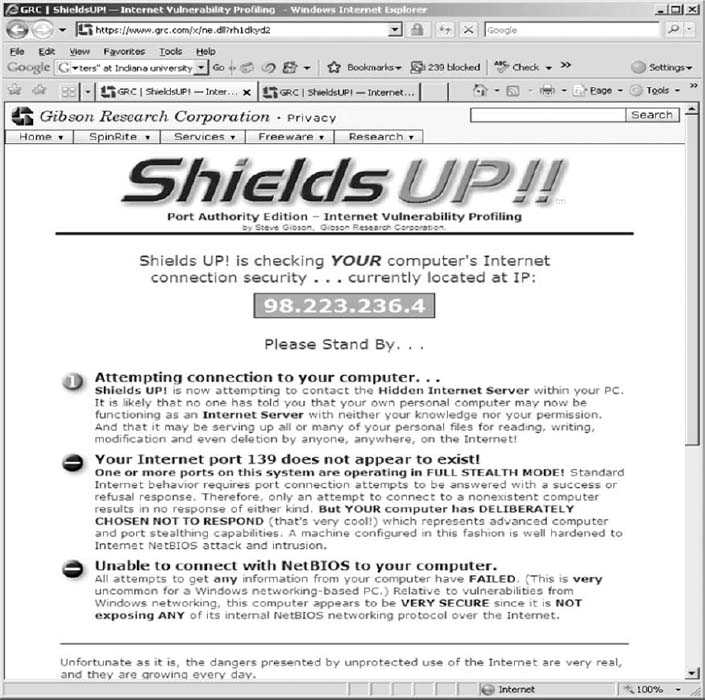 GRC | ShieldsUP! — Internet Vulnerability Profiling - Windows Internet Explorer
https://www.grc.com/x/ne.dll?rh1dkyd2
Google
File Edit View Favorites Tools Help
Google ters" at Indiana university Go 239 blocked Bookmarks Check Settings
GRC | ShieldsUP! — Inter... GRC | ShieldsUP! — Internet... Page Tools
Gibson Research Corporation · Privacy
Search
Home SpinRite Services Freeware Research
Shields UP!!
tm
Port Authority Edition – Internet Vulnerability Profiling
by Steve Gibson, Gibson Research Corporation.
Shields UP! is checking YOUR computer's Internet
connection security . . . currently located at IP:
98.223.236.4
Please Stand By. . .
1 Attempting connection to your computer. . .
Shields UP! is now attempting to contact the Hidden Internet Server within your PC.
It is likely that no one has told you that your own personal computer may now be
functioning as an Internet Server with neither your knowledge nor your permission.
And that it may be serving up all or many of your personal files for reading, writing,
modification and even deletion by anyone, anywhere, on the Internet!
Your Internet port 139 does not appear to exist!
One or more ports on this system are operating in FULL STEALTH MODE! Standard
Internet behavior requires port connection attempts to be answered with a success or
refusal response. Therefore, only an attempt to connect to a nonexistent computer
results in no response of either kind. But YOUR computer has DELIBERATELY
CHOSEN NOT TO RESPOND (that's very cool!) which represents advanced computer
and port stealthing capabilities. A machine configured in this fashion is well hardened to
Internet NetBIOS attack and intrusion.
Unable to connect with NetBIOS to your computer.
All attempts to get any information from your computer have FAILED. (This is very
uncommon for a Windows networking-based PC.) Relative to vulnerabilities from
Windows networking, this computer appears to be VERY SECURE since it is NOT
exposing ANY of its internal NetBIOS networking protocol over the Internet.
Unfortunate as it is, the dangers presented by unprotected use of the Internet are very real,
and they are growing every day.
Internet 100%